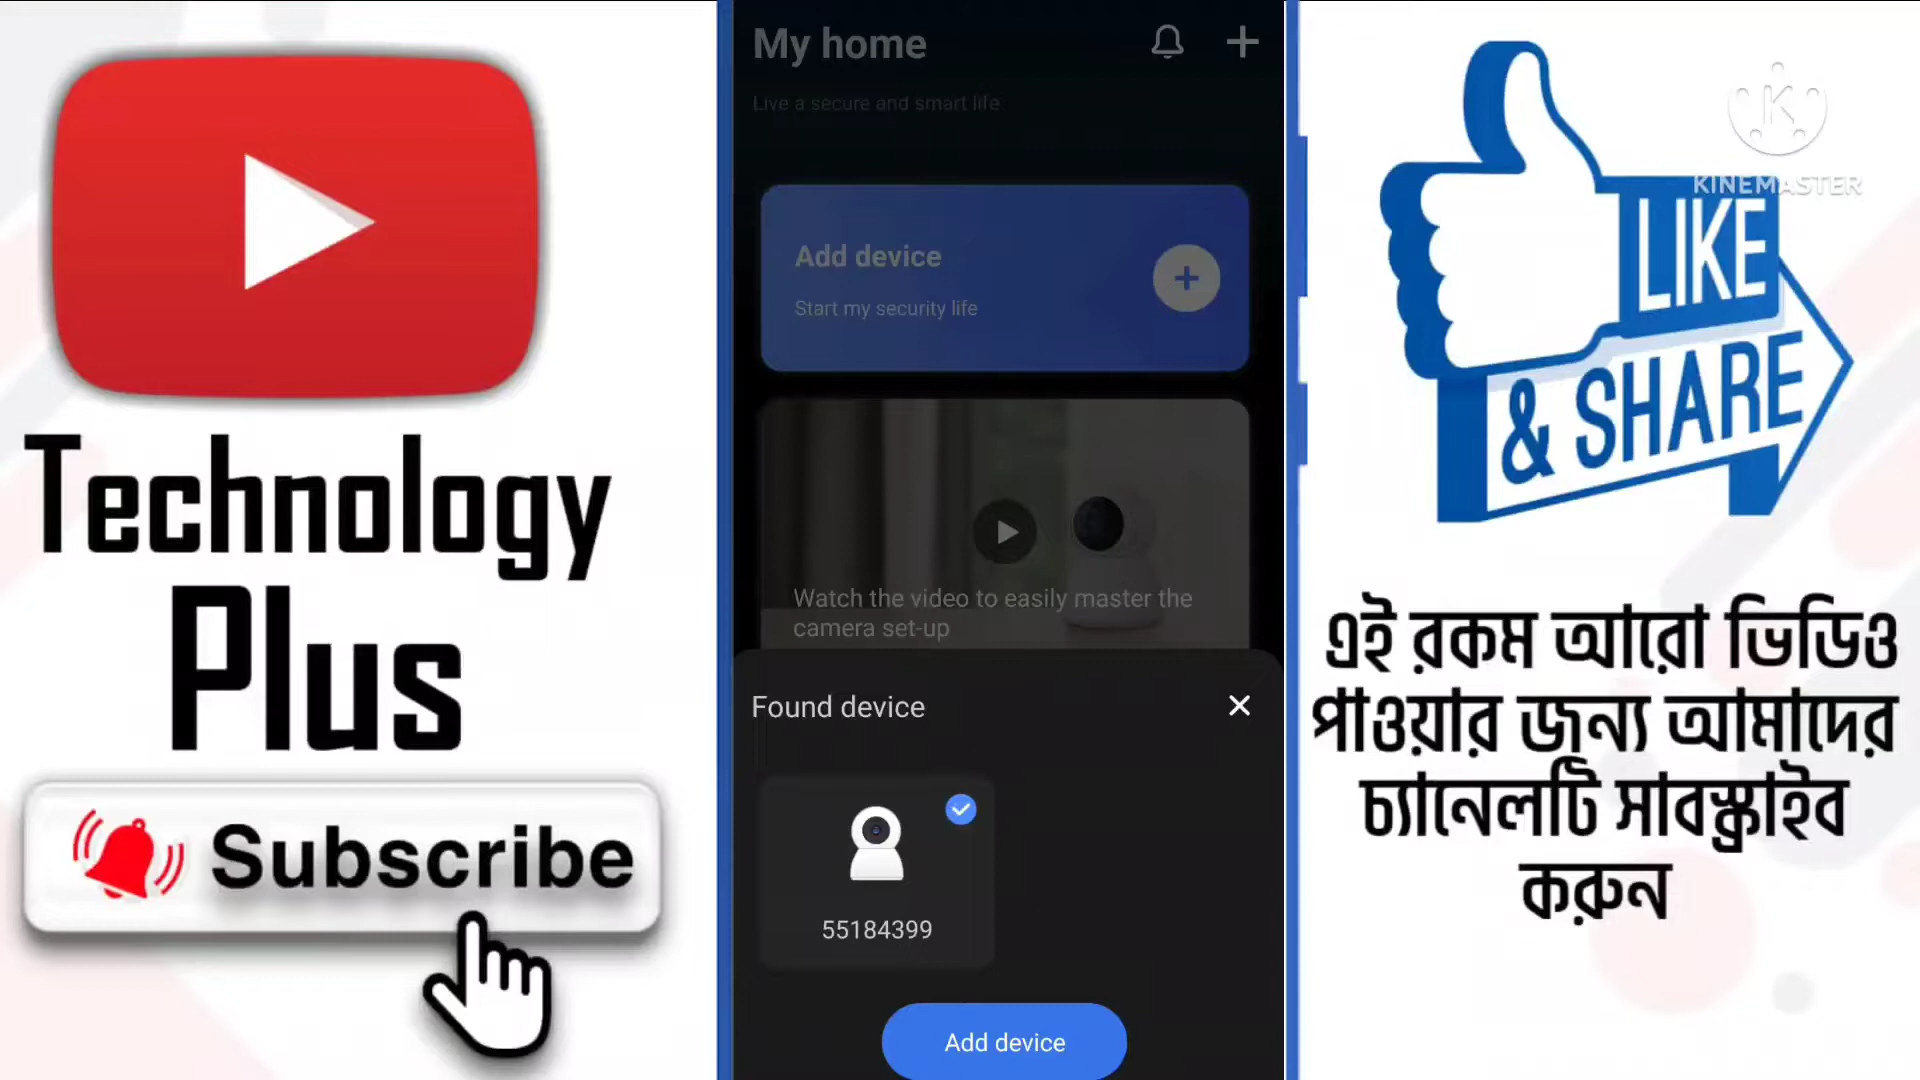 Technology
Plus
Subscribe
My home
Live a secure and smart life
Add device
Start my security life
Watch the video to easily master the
camera set-up
Found device
55184399
Add device
KINEMASTER
LIKE
& SHARE
এই রকম আরো ভিডিও
পাওয়ার জন্য আমাদের
চ্যানেলটি সাবস্ক্রাইব
করুন